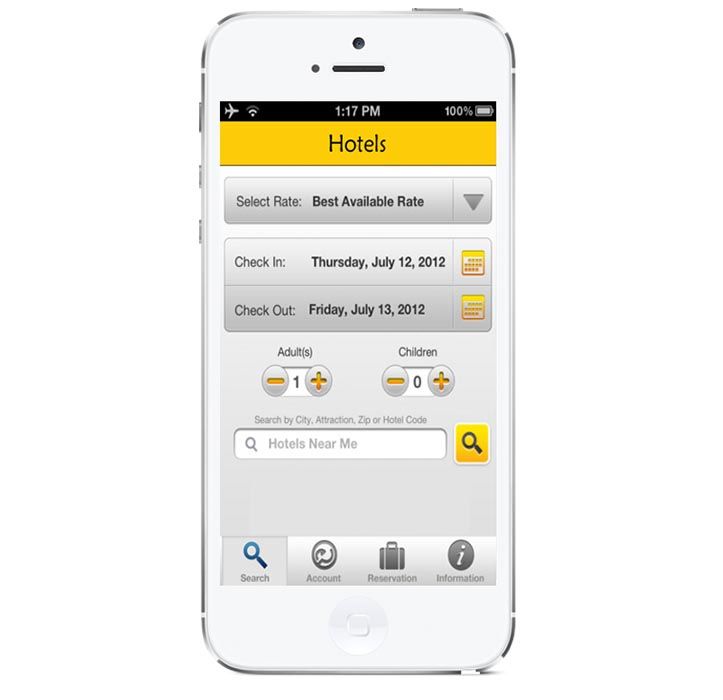 1:17 PM 100%
Hotels
Select Rate: Best Available Rate
Check In: Thursday, July 12, 2012
Check Out: Friday, July 13, 2012
Adult(s) Children
1 0
Search by City, Attraction, Zip or Hotel Code
Hotels Near Me
Search Account Reservation Information